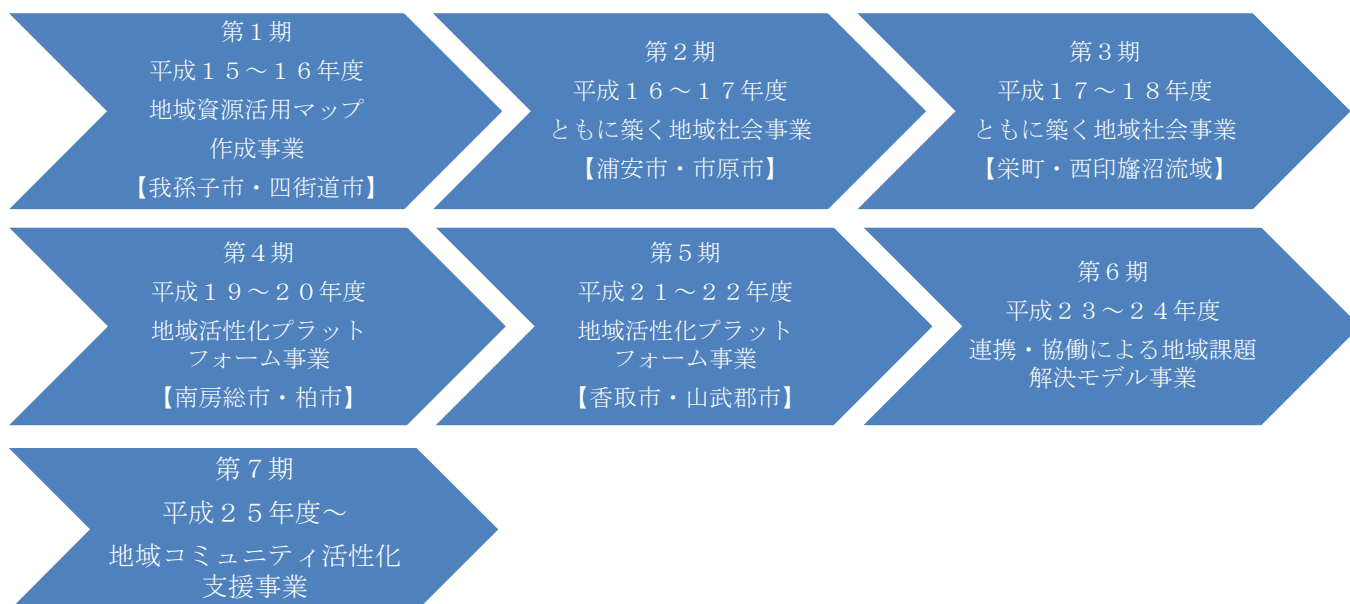 第１期
平成１５～１６年度
地域資源活用マップ
作成事業
【我孫子市・四街道市】
第２期
平成１６～１７年度
ともに築く地域社会事業
【浦安市・市原市】
第３期
平成１７～１８年度
ともに築く地域社会事業
【栄町・西印旛沼流域】
第４期
平成１９～２０年度
地域活性化プラット
フォーム事業
【南房総市・柏市】
第５期
平成２１～２２年度
地域活性化プラット
フォーム事業
【香取市・山武郡市】
第６期
平成２３～２４年度
連携・協働による地域課題
解決モデル事業
第７期
平成２５年度～
地域コミュニティ活性化
支援事業